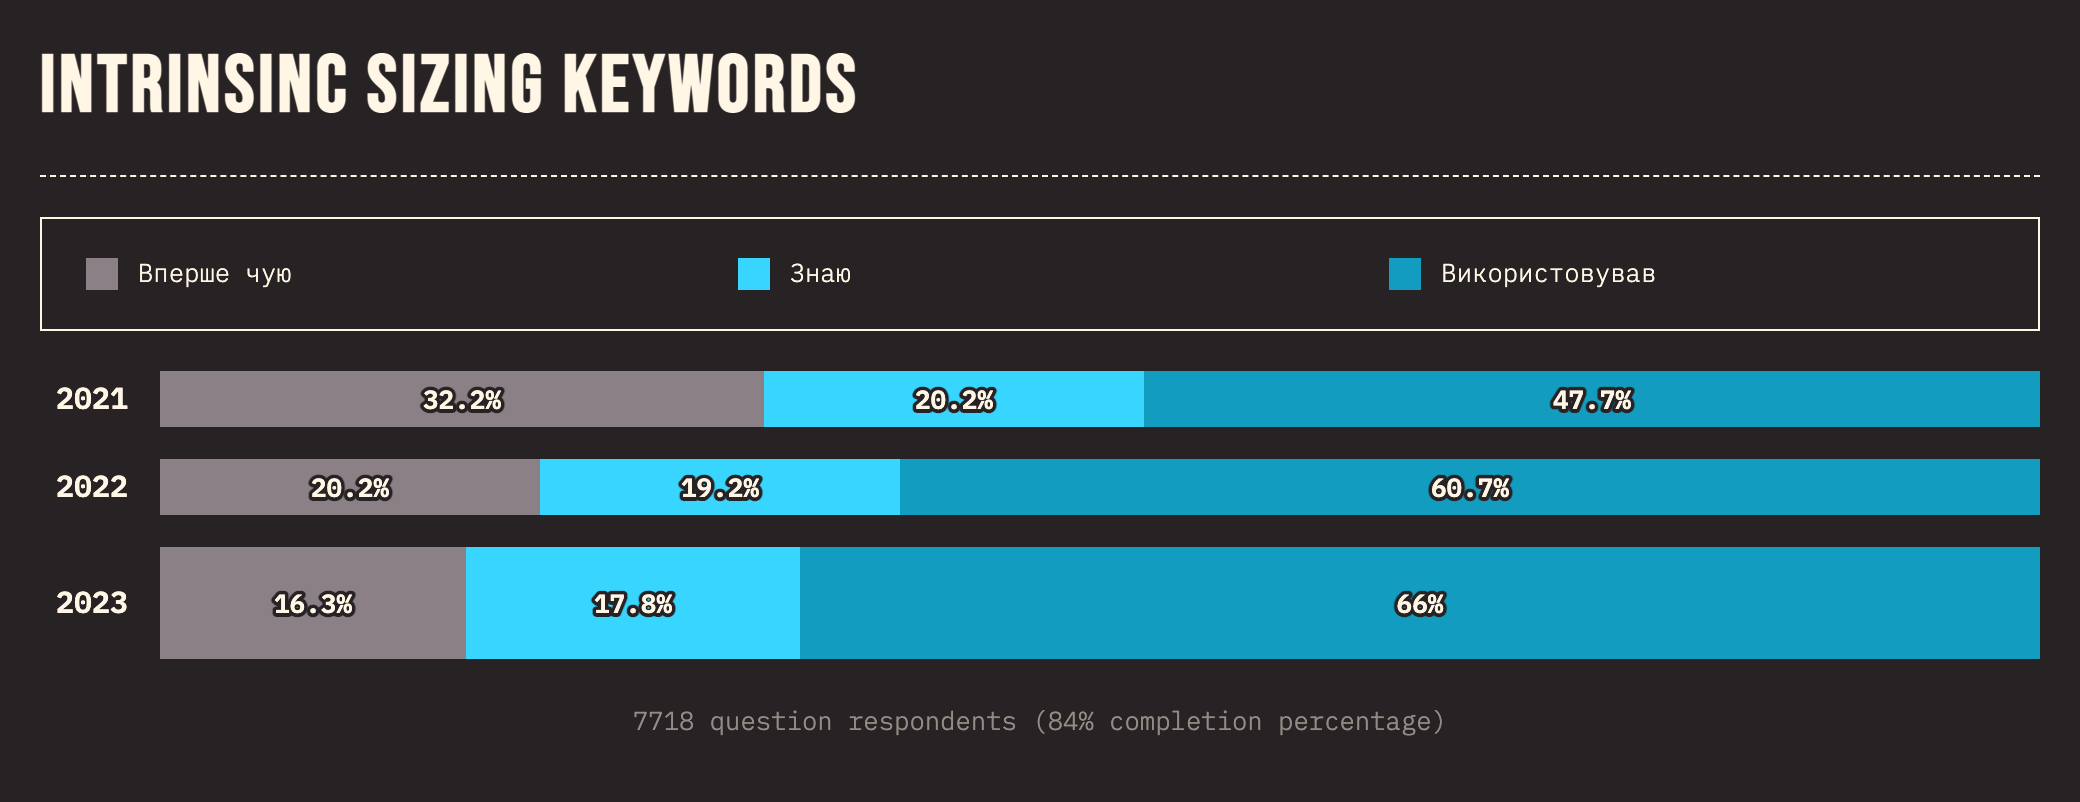 INTRINSINC SIZING KEYWORDS
Вперше чую Знаю Використовував
2021 32.2% 20.2% 47.7%
2022 20.2% 19.2% 60.7%
2023 16.3% 17.8% 66%
7718 question respondents (84% completion percentage)